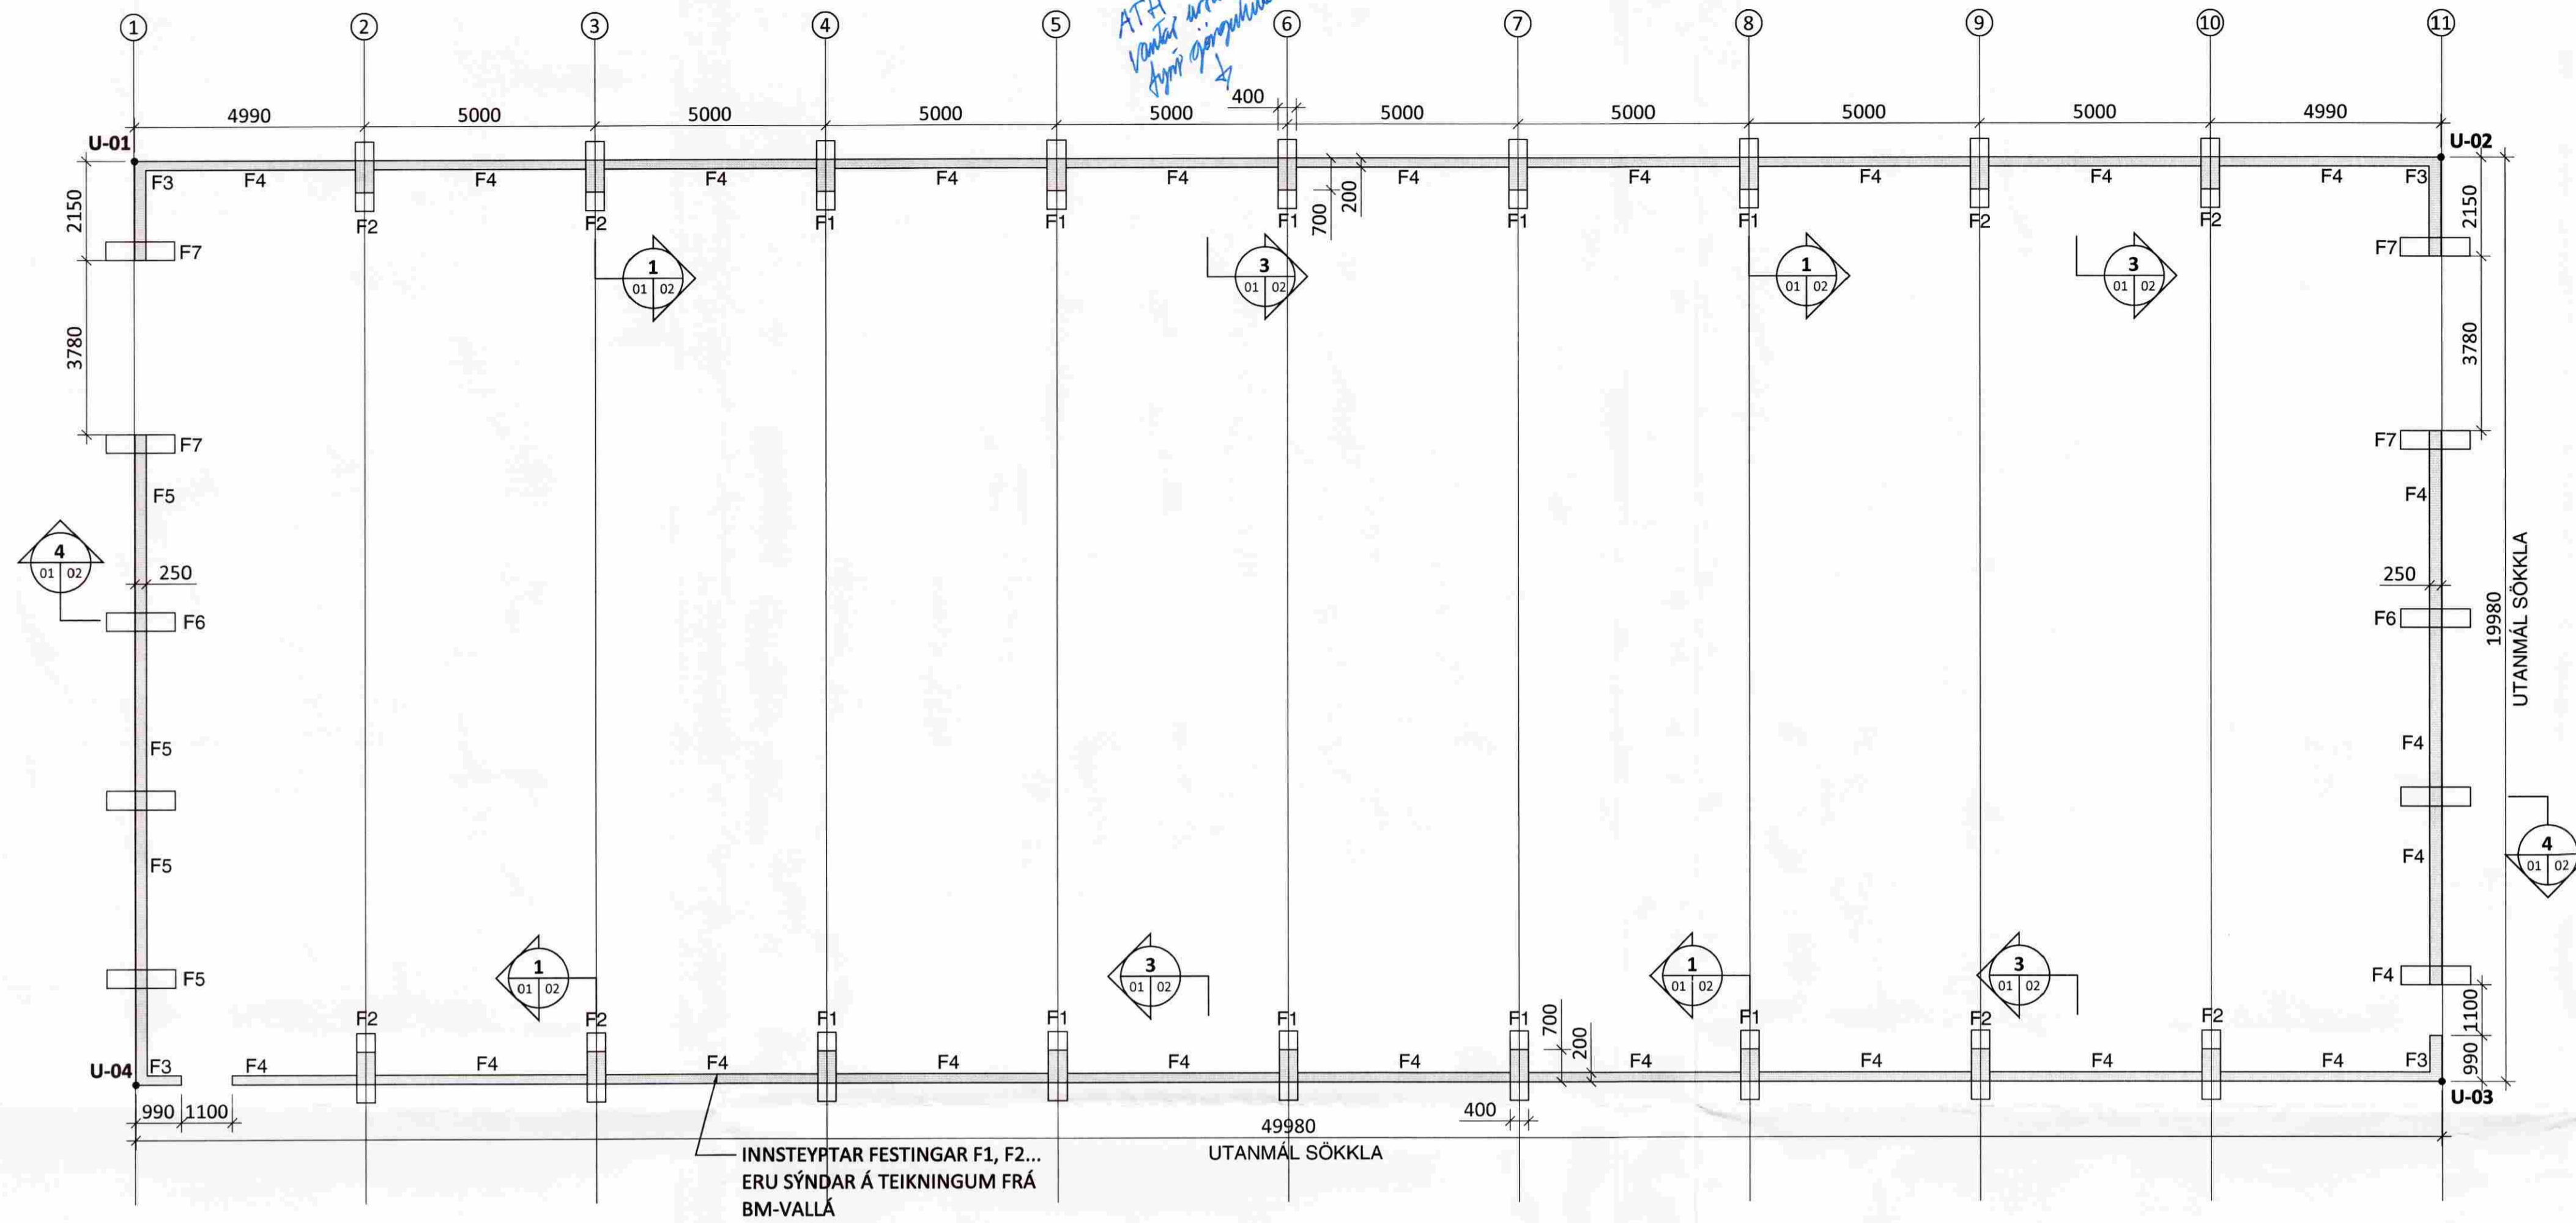 1 2 3 4 5 6 7 8 9 10 11
ATH
vantar
fyrir
400
4990 5000 5000 5000 5000 5000 5000 5000 5000 4990
U-01 U-02
F3 F4 F4 F4 F4 F4 F4 F4 F4 F4 F4 F3
2150 700 200 2150
F2 F2 F1 F1 F1 F1 F1 F2 F2
F7 F7
1 01 02
3 01 02
1 01 02
3 01 02
3780 3780
F7 F7
F5 F4
4 01 02
250 250
F6 F6
19980
UTANMÁL SÖKKLA
F5 F4
F5 F4
4 01 02
F5 F4
1 01 02
3 01 02
1 01 02
3 01 02
F2 F2 F1 F1 F1 F1 F1 F2 F2
700 200 1100
U-04 F3 F4 F4 F4 F4 F4 F4 F4 F4 F4 F4 F3 990
U-03
990 1100 400
49980
UTANMÁL SÖKKLA
INNSTEYPTAR FESTINGAR F1, F2...
ERU SÝNDAR Á TEIKNINGUM FRÁ
BM-VALLÁ